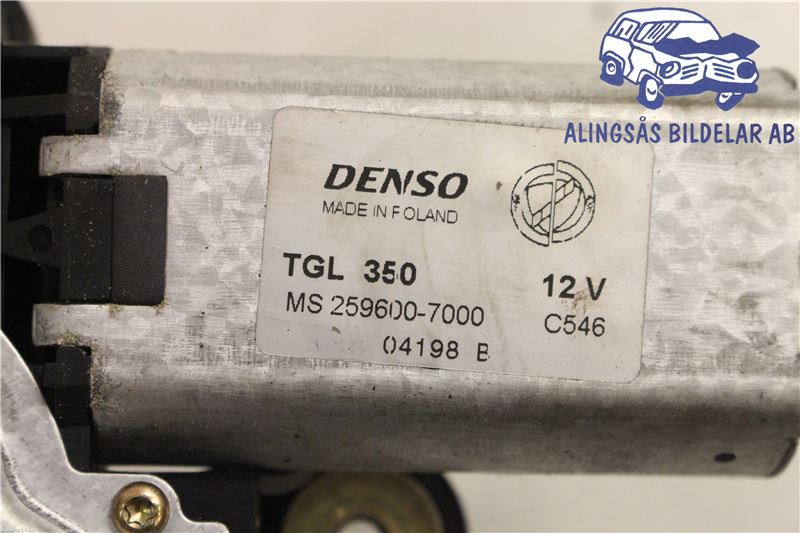 ALINGSÅS BILDELAR AB
DENSO
MADE IN POLAND
TGL 350
12 V
MS 259600-7000
C546
04198 B